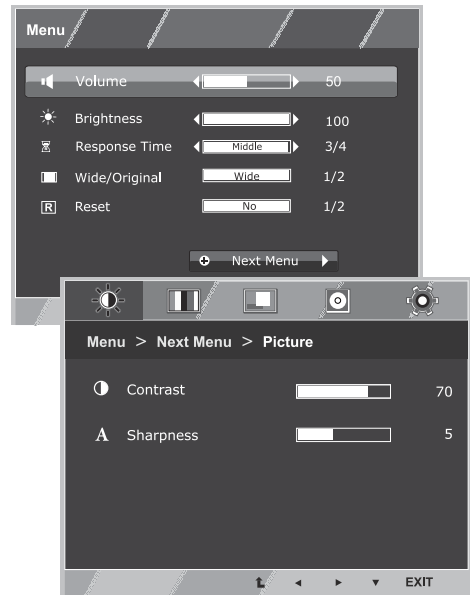 Menu
Volume 50
Brightness 100
Response Time Middle 3/4
Wide/Original Wide 1/2
R Reset No 1/2
Next Menu
Menu > Next Menu > Picture
Contrast 70
A Sharpness 5
EXIT